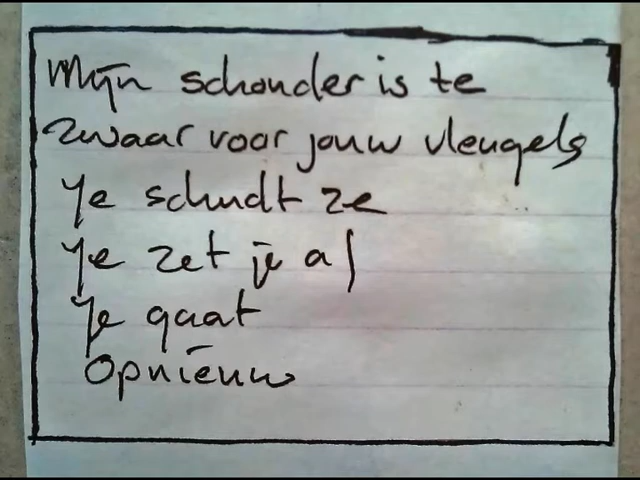 Mijn schouder is te
zwaar voor jouw vleugels
Je schudt ze
Je zet je af
Je gaat
Opnieuw